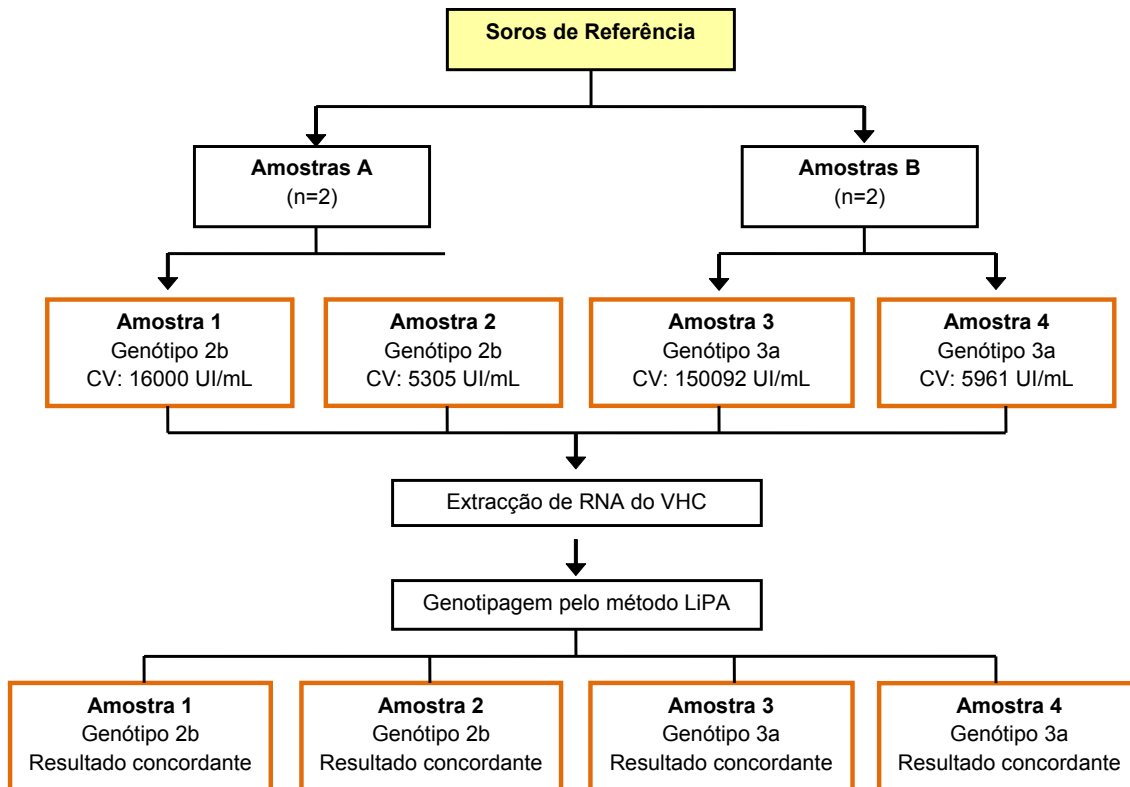 Soros de Referência
Amostras A
(n=2)
Amostras B
(n=2)
Amostra 1
Genótipo 2b
CV: 16000 UI/mL
Amostra 2
Genótipo 2b
CV: 5305 UI/mL
Amostra 3
Genótipo 3a
CV: 150092 UI/mL
Amostra 4
Genótipo 3a
CV: 5961 UI/mL
Extracção de RNA do VHC
Genotipagem pelo método LiPA
Amostra 1
Genótipo 2b
Resultado concordante
Amostra 2
Genótipo 2b
Resultado concordante
Amostra 3
Genótipo 3a
Resultado concordante
Amostra 4
Genótipo 3a
Resultado concordante